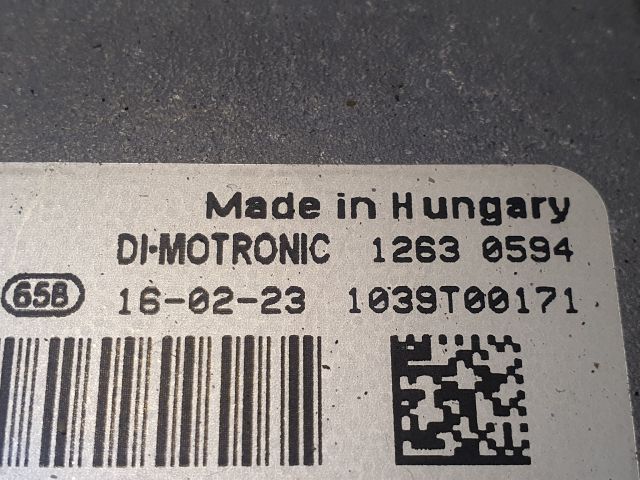 Made in Hungary
DI-MOTRONIC 1263 0594
65B 16-02-23 1039T00171